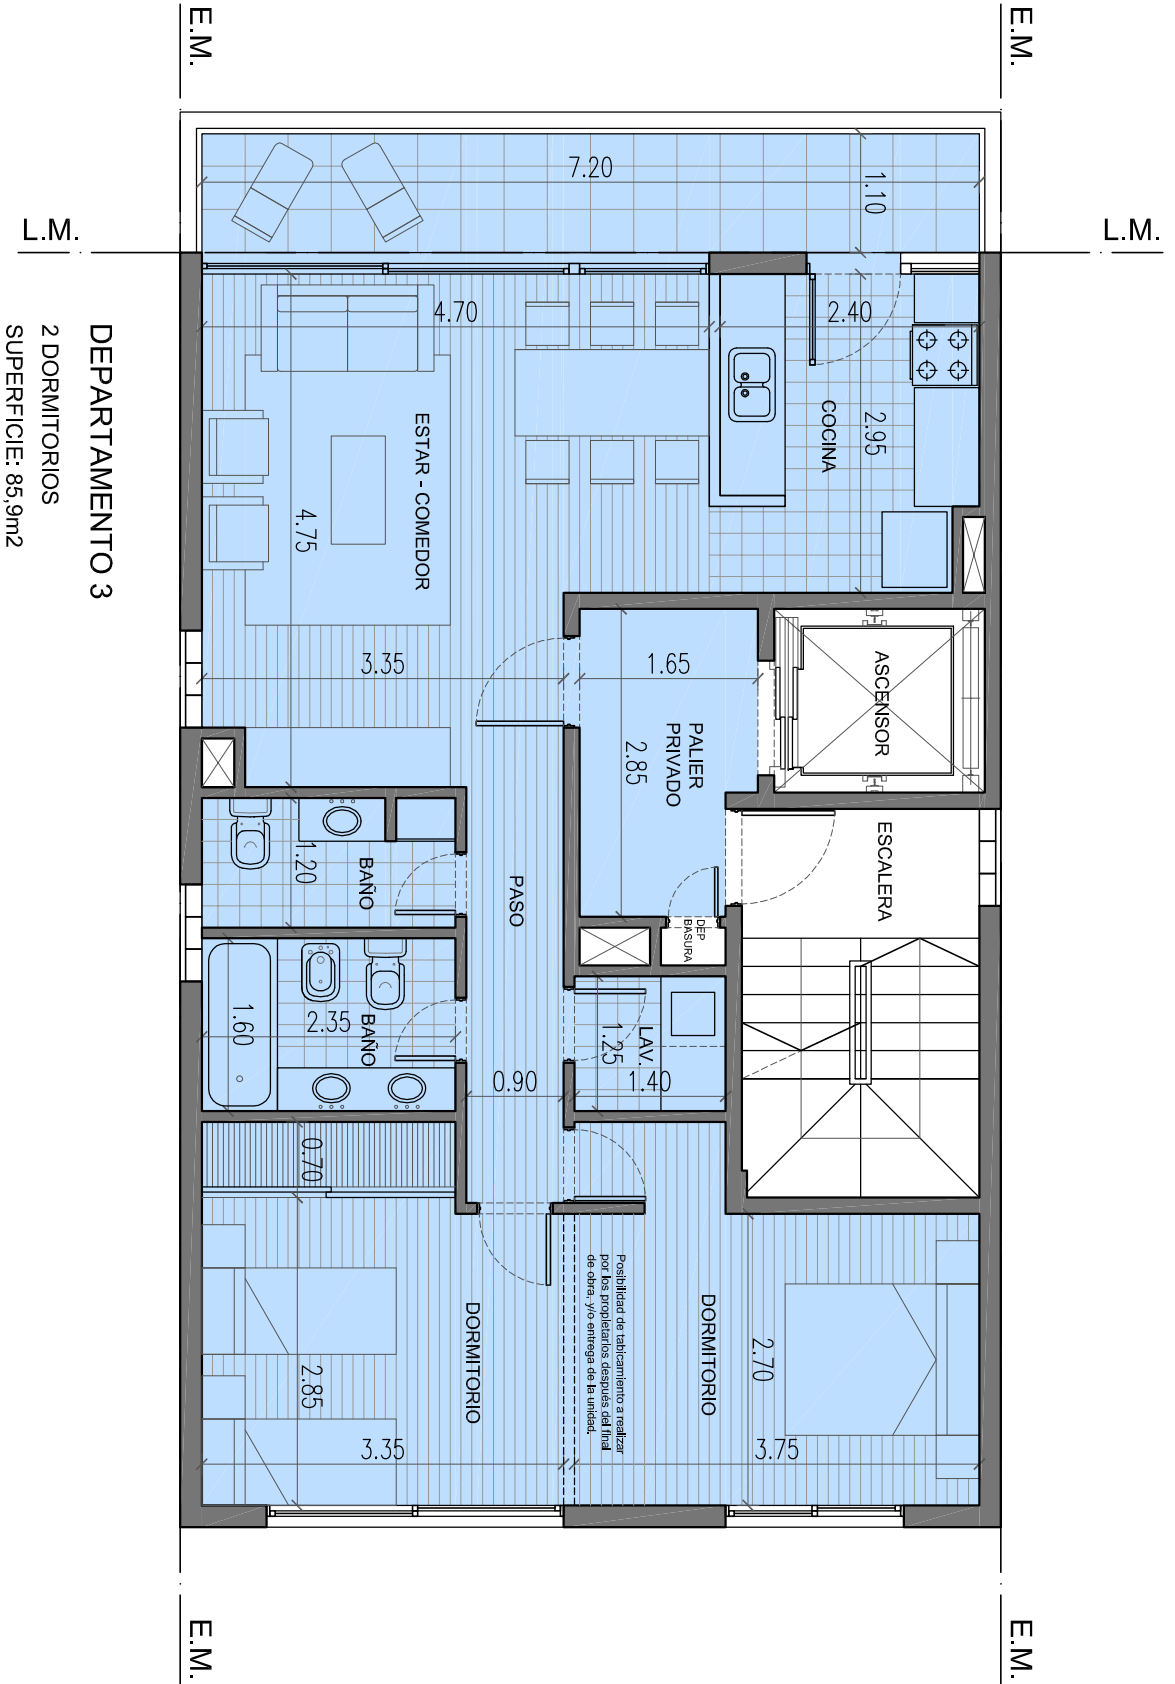 E.M.
E.M.
7.20
1.10
L.M.
L.M.
4.70
2.40
DEPARTAMENTO 3
2 DORMITORIOS
SUPERFICIE: 85,9m2
ESTAR - COMEDOR
COCINA
2.95
4.75
3.35
1.65
ASCENSOR
PALIER
PRIVADO
2.85
ESCALERA
BAÑO
1.20
PASO
DEP
BASURA
BAÑO
2.35
1.60
LAV.
1.25
1.40
0.90
0.70
Posibilidad de tabicamiento a realizar
por los propietarios después del final
de obra, y/o entrega de la unidad.
DORMITORIO
DORMITORIO
2.70
2.85
3.35
3.75
E.M.
E.M.